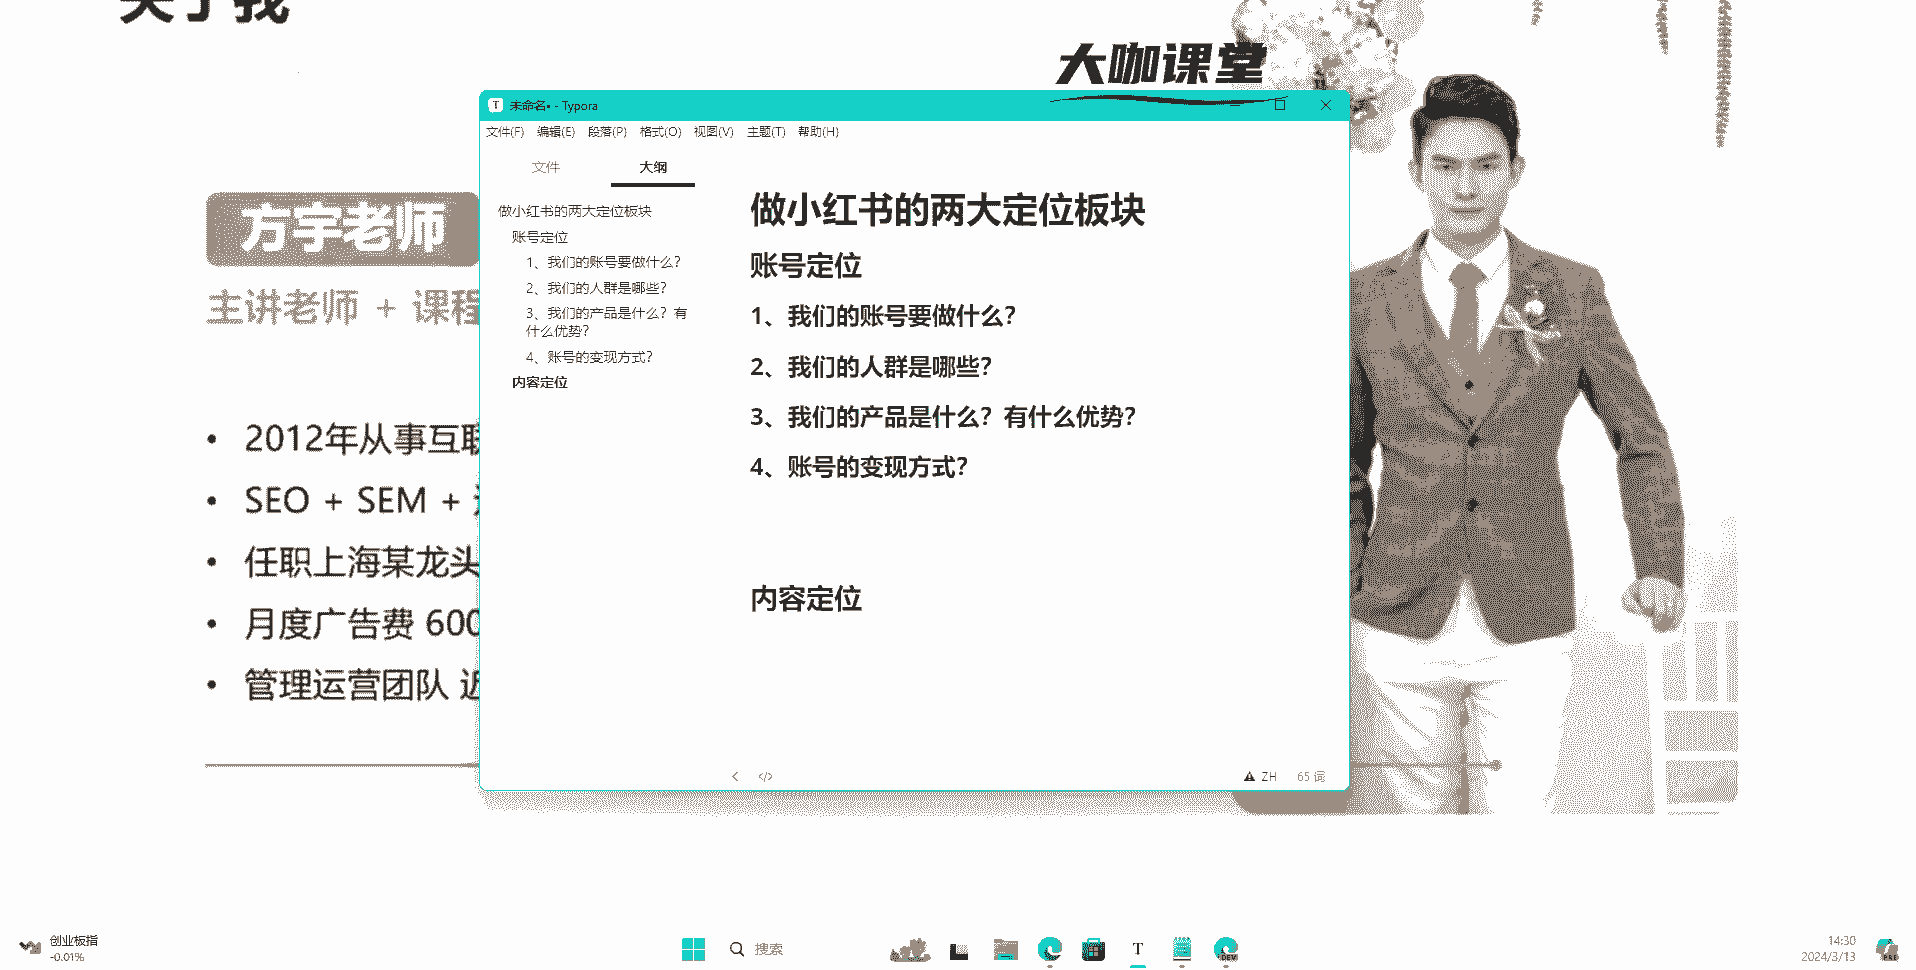 关于我
大咖课堂
未命名• - Typora
文件(F) 编辑(E) 段落(P) 格式(O) 视图(V) 主题(T) 帮助(H)
文件 大纲
做小红书的两大定位板块
账号定位
1、我们的账号要做什么?
2、我们的人群是哪些?
3、我们的产品是什么? 有
什么优势?
4、账号的变现方式?
内容定位
做小红书的两大定位板块
账号定位
1、我们的账号要做什么?
2、我们的人群是哪些?
3、我们的产品是什么? 有什么优势?
4、账号的变现方式?
内容定位
ZH 65 词
方宇老师
主讲老师 + 课程
• 2012年从事互联
• SEO + SEM +
• 任职上海某龙头
• 月度广告费 600
• 管理运营团队 近
创业板指
-0.01%
搜索
14:30
2024/3/13
DEV
PRE